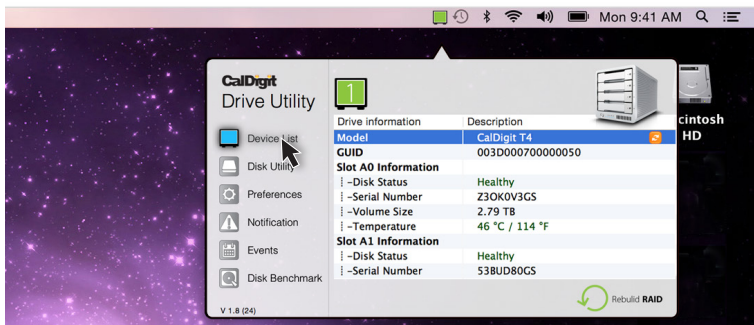 Mon 9:41 AM
CalDigit
Drive Utility
Device List
Disk Utility
Preferences
Notification
Events
Disk Benchmark
V 1.8 (24)
1
Drive information Description
Model CalDigit T4
GUID 003D000700000050
Slot A0 Information
-Disk Status Healthy
-Serial Number Z3OK0V3GS
-Volume Size 2.79 TB
-Temperature 46 °C / 114 °F
Slot A1 Information
-Disk Status Healthy
-Serial Number 53BUD80GS
Rebulid RAID
cintosh
HD